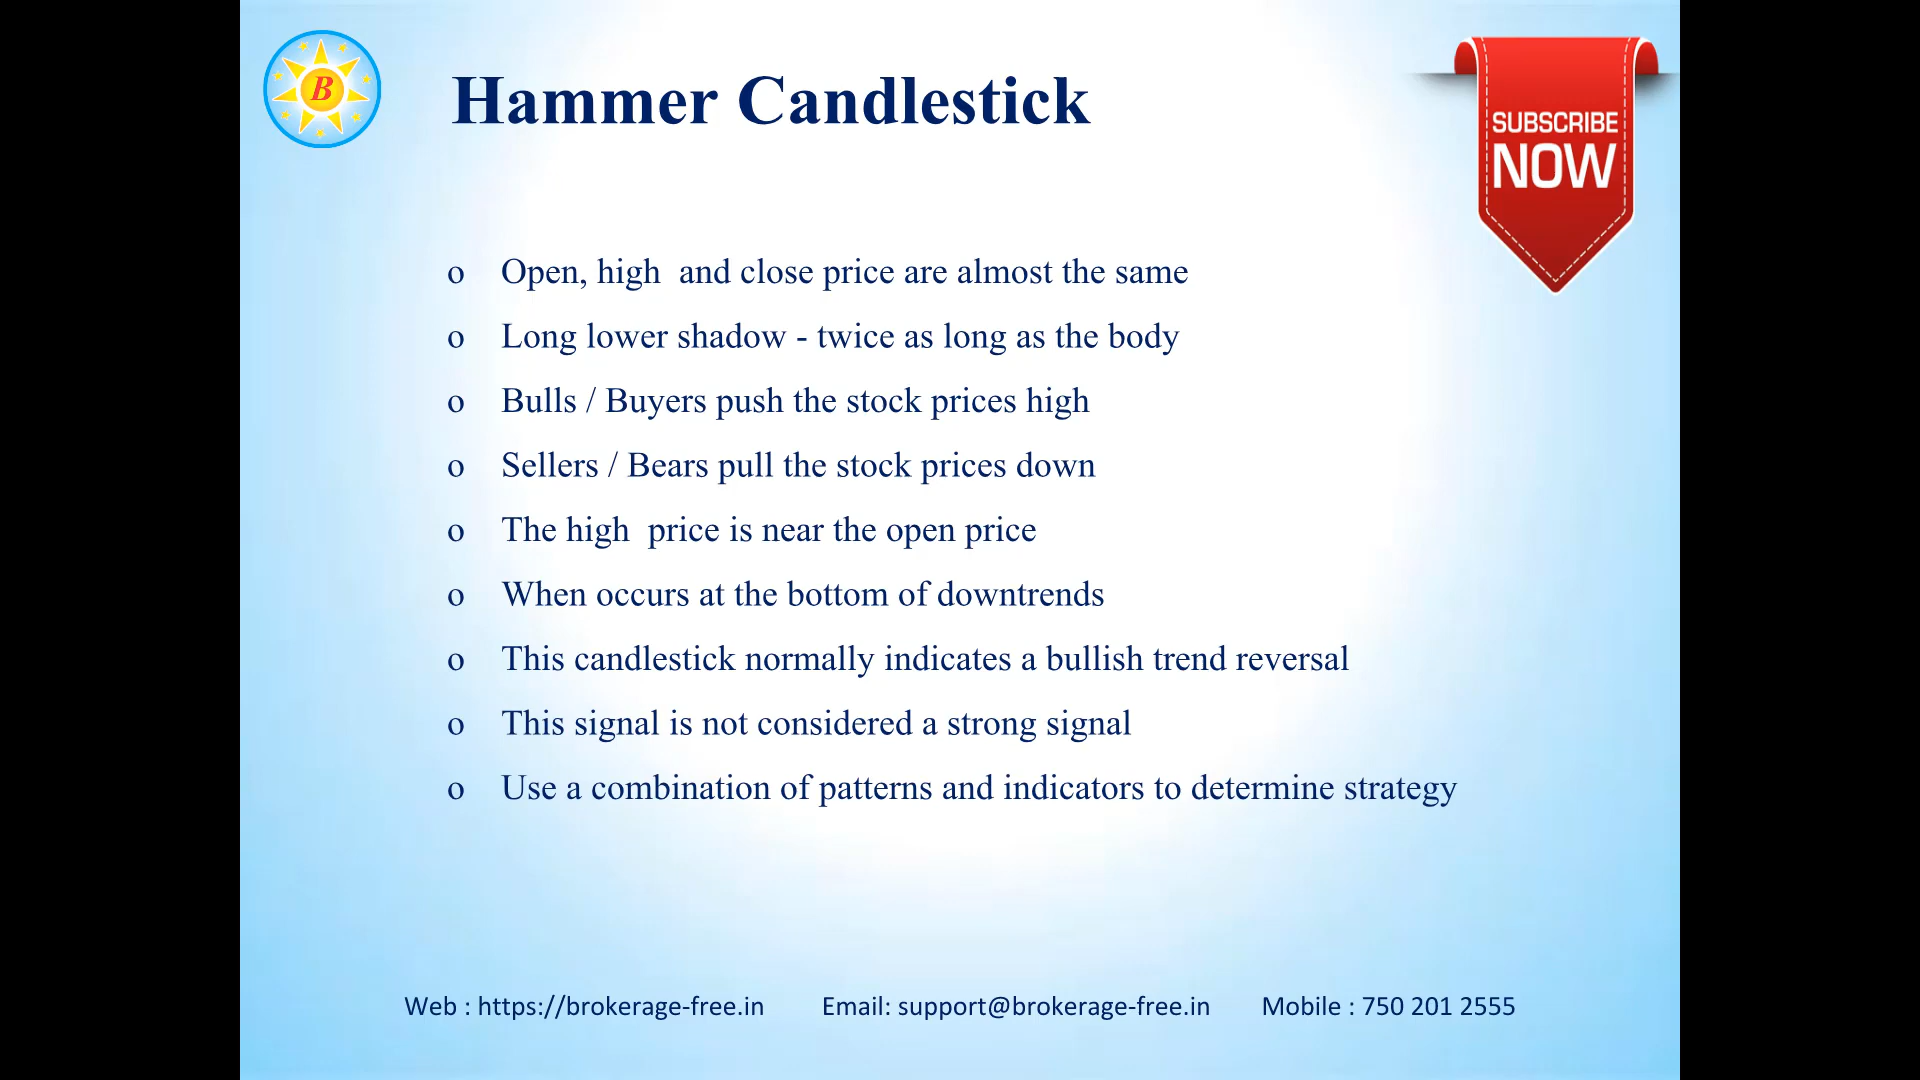 B
Hammer Candlestick
SUBSCRIBE
NOW
o Open, high  and close price are almost the same
o Long lower shadow - twice as long as the body
o Bulls / Buyers push the stock prices high
o Sellers / Bears pull the stock prices down
o The high  price is near the open price
o When occurs at the bottom of downtrends
o This candlestick normally indicates a bullish trend reversal
o This signal is not considered a strong signal
o Use a combination of patterns and indicators to determine strategy
Web : https://brokerage-free.in Email: support@brokerage-free.in Mobile : 750 201 2555